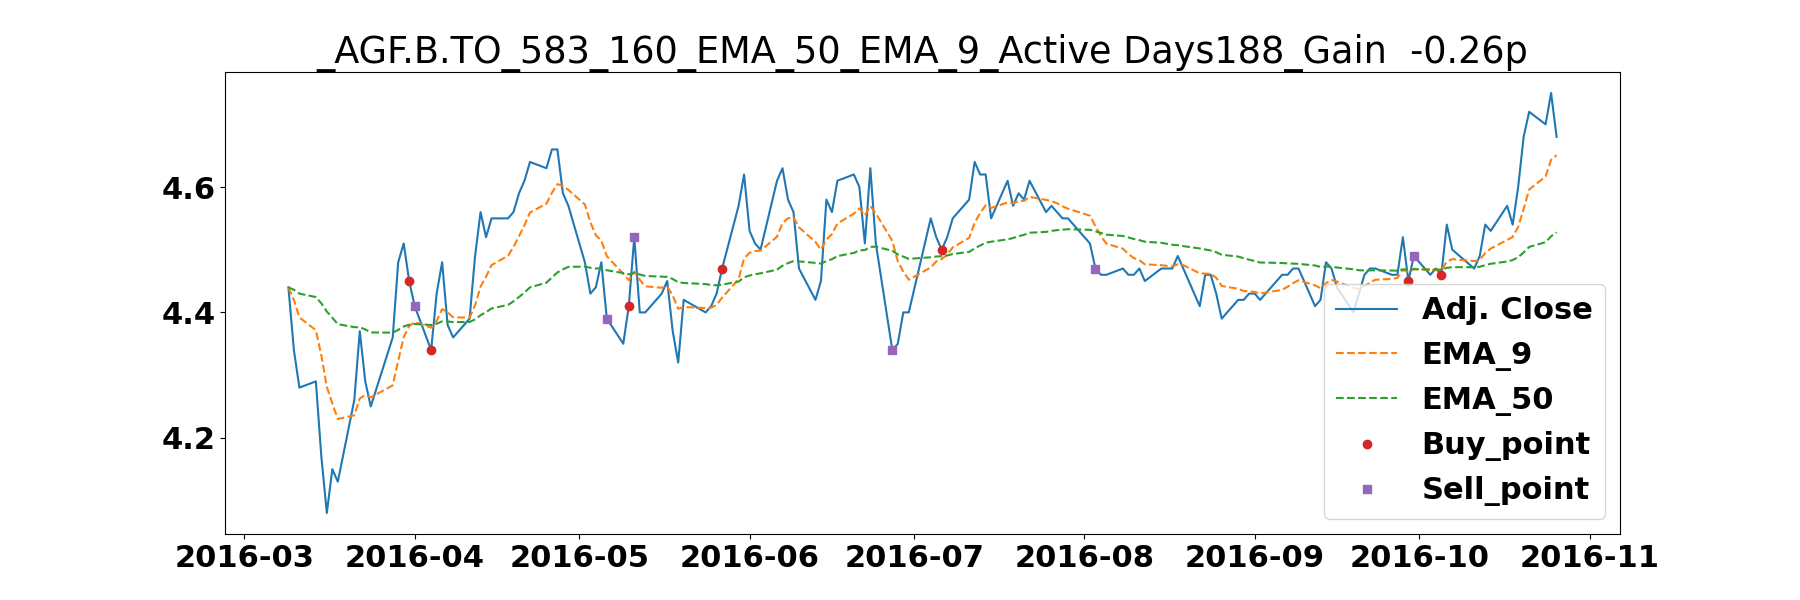 _AGF.B.TO_583_160_EMA_50_EMA_9_Active Days188_Gain  -0.26p
4.6
4.4
4.2
Adj. Close
EMA_9
EMA_50
Buy_point
Sell_point
2016-03 2016-04 2016-05 2016-06 2016-07 2016-08 2016-09 2016-10 2016-11